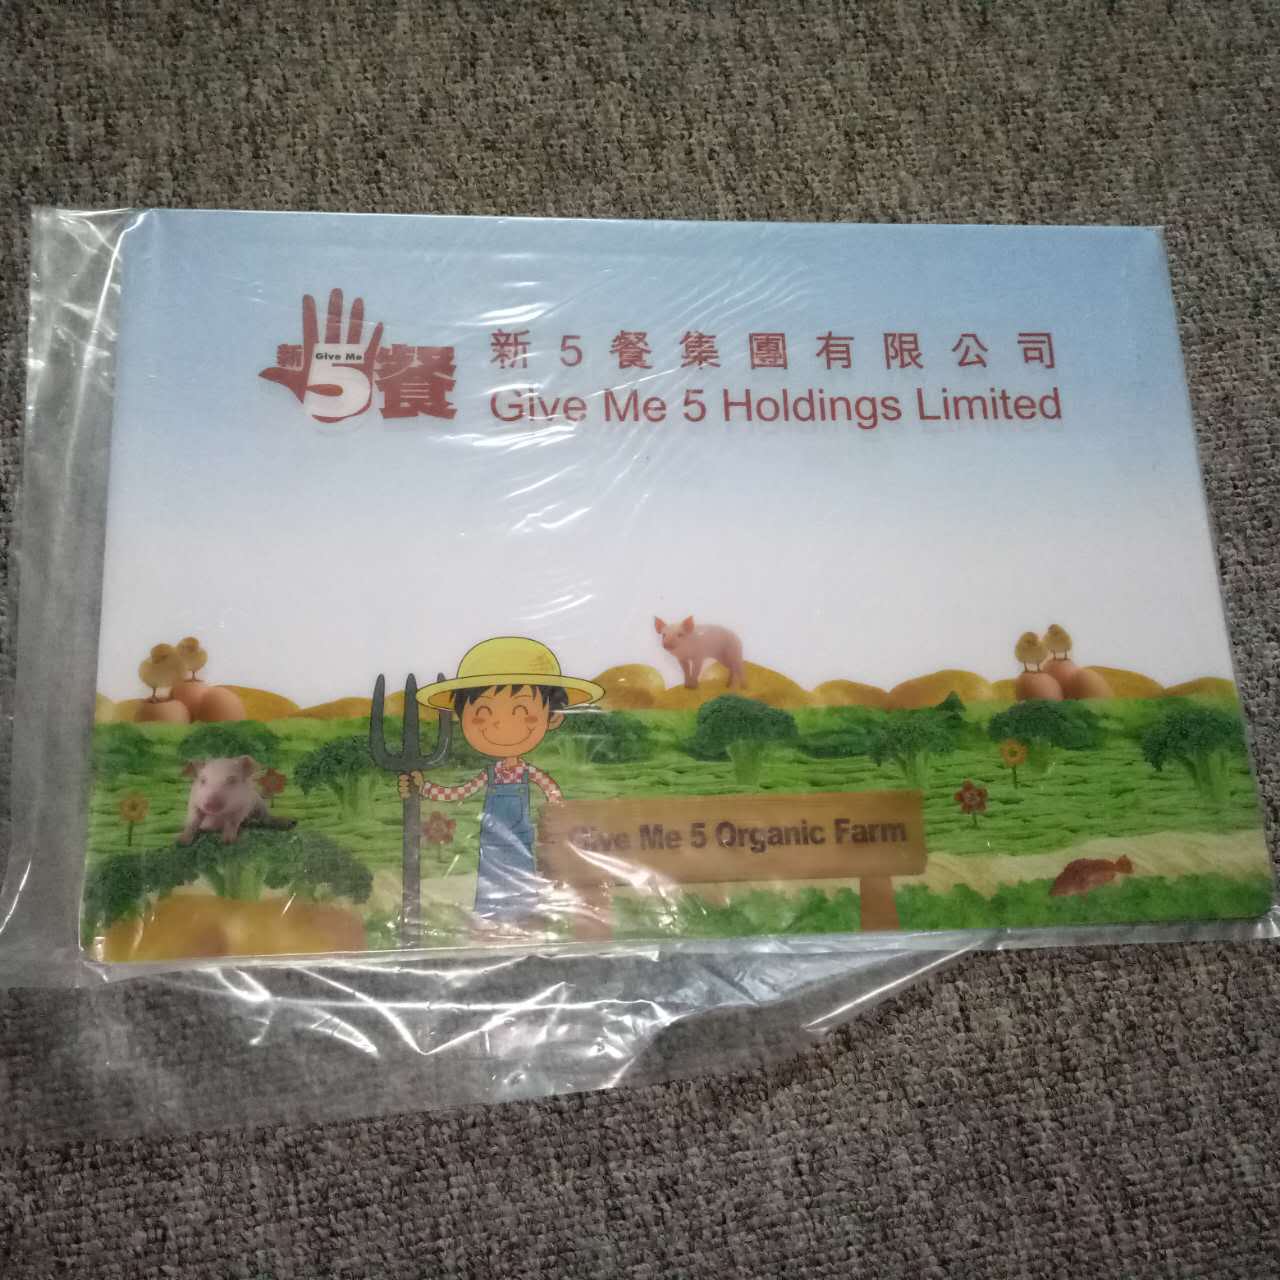 新 Give Me 5 餐
新5餐集團有限公司
Give Me 5 Holdings Limited
Give Me 5 Organic Farm